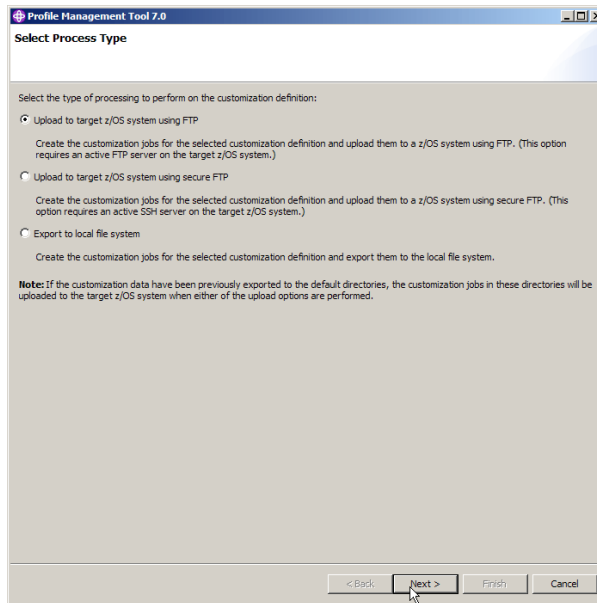 Profile Management Tool 7.0
Select Process Type
Select the type of processing to perform on the customization definition:
Upload to target z/OS system using FTP
Create the customization jobs for the selected customization definition and upload them to a z/OS system using FTP. (This option
requires an active FTP server on the target z/OS system.)
Upload to target z/OS system using secure FTP
Create the customization jobs for the selected customization definition and upload them to a z/OS system using secure FTP. (This
option requires an active SSH server on the target z/OS system.)
Export to local file system
Create the customization jobs for the selected customization definition and export them to the local file system.
Note: If the customization data have been previously exported to the default directories, the customization jobs in these directories will be
uploaded to the target z/OS system when either of the upload options are performed.
< Back Next > Finish Cancel